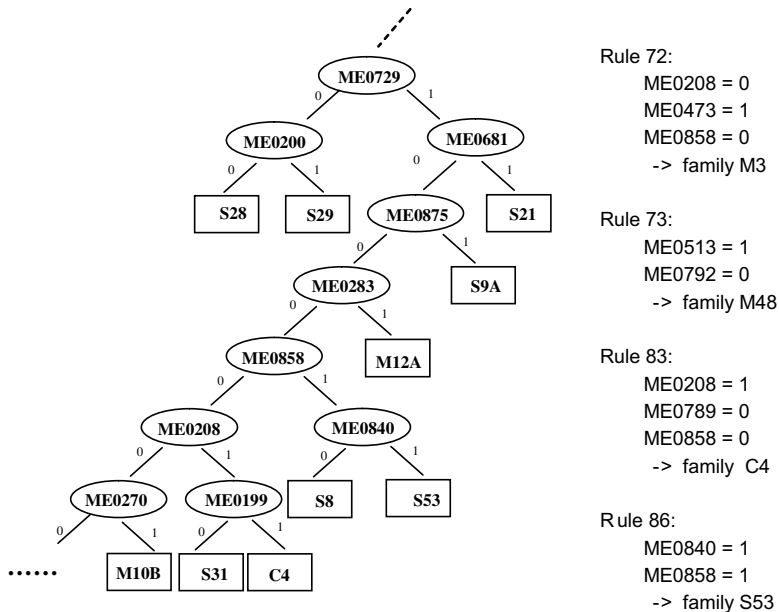 ME0729
0
1
ME0200
ME0681
0
1
0
1
S28
S29
ME0875
S21
0
1
ME0283
S9A
0
1
ME0858
M12A
0
1
ME0208
ME0840
0
1
0
1
ME0270
ME0199
S8
S53
0
1
0
1
......
M10B
S31
C4
Rule 72:
ME0208 = 0
ME0473 = 1
ME0858 = 0
-> family M3
Rule 73:
ME0513 = 1
ME0792 = 0
-> family M48
Rule 83:
ME0208 = 1
ME0789 = 0
ME0858 = 0
-> family C4
Rule 86:
ME0840 = 1
ME0858 = 1
-> family S53